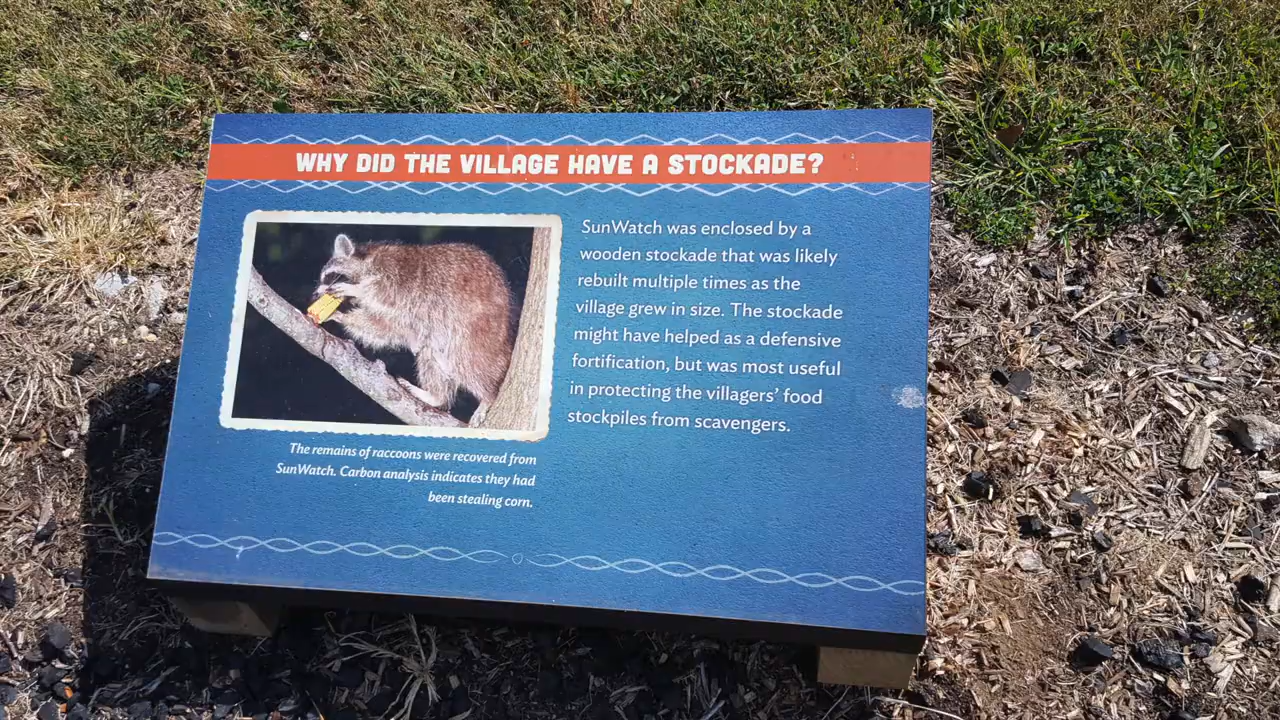 WHY DID THE VILLAGE HAVE A STOCKADE?
SunWatch was enclosed by a
wooden stockade that was likely
rebuilt multiple times as the
village grew in size. The stockade
might have helped as a defensive
fortification, but was most useful
in protecting the villagers' food
stockpiles from scavengers.
The remains of raccoons were recovered from
SunWatch. Carbon analysis indicates they had
been stealing corn.